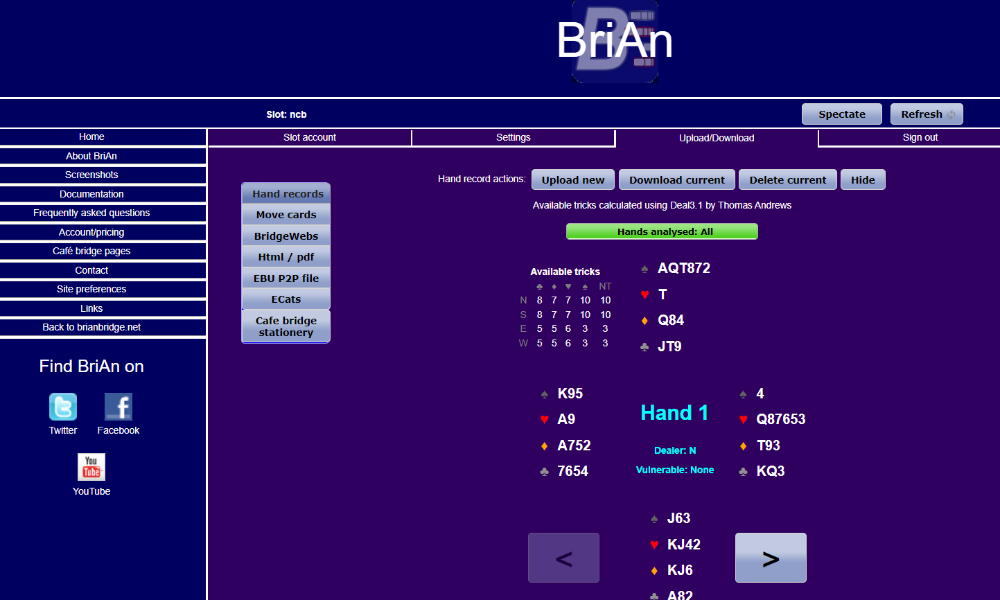 BriAn
Slot: ncb
Spectate
Refresh
Home
About BriAn
Screenshots
Documentation
Frequently asked questions
Account/pricing
Café bridge pages
Contact
Site preferences
Links
Back to brianbridge.net
Find BriAn on
Twitter
Facebook
You
Tube
YouTube
Slot account
Settings
Upload/Download
Sign out
Hand records
Move cards
BridgeWebs
Html / pdf
EBU P2P file
ECats
Cafe bridge
stationery
Hand record actions:
Upload new
Download current
Delete current
Hide
Available tricks calculated using Deal3.1 by Thomas Andrews
Hands analysed: All
Available tricks
♣ ♦ ♥ ♠ NT
N 8 7 7 10 10
S 8 7 7 10 10
E 5 5 6 3 3
W 5 5 6 3 3
♠ AQT872
♥ T
♦ Q84
♣ JT9
♠ K95
♥ A9
♦ A752
♣ 7654
Hand 1
Dealer: N
Vulnerable: None
♠ 4
♥ Q87653
♦ T93
♣ KQ3
♠ J63
♥ KJ42
♦ KJ6
♣ A82
<
>